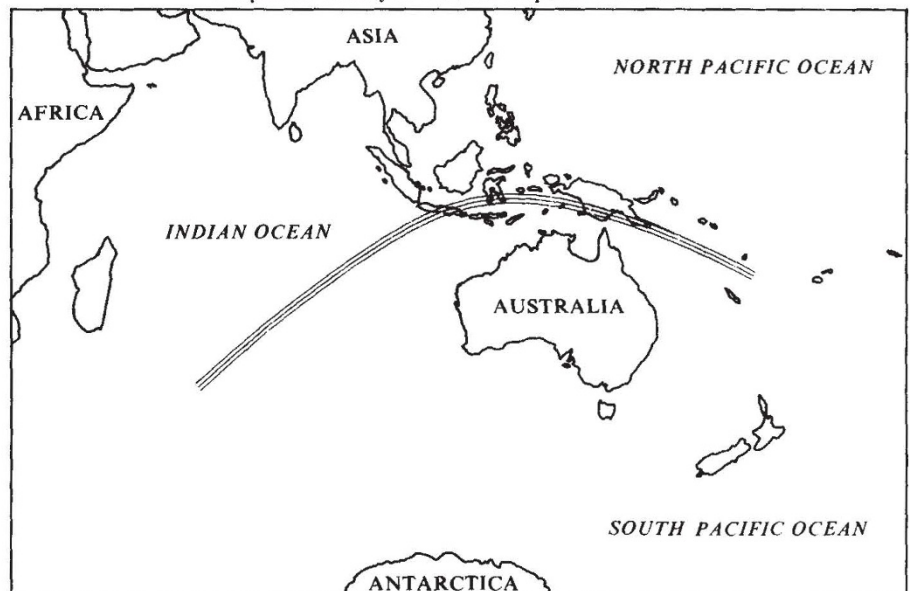 ASIA
NORTH PACIFIC OCEAN
AFRICA
INDIAN OCEAN
AUSTRALIA
SOUTH PACIFIC OCEAN
ANTARCTICA